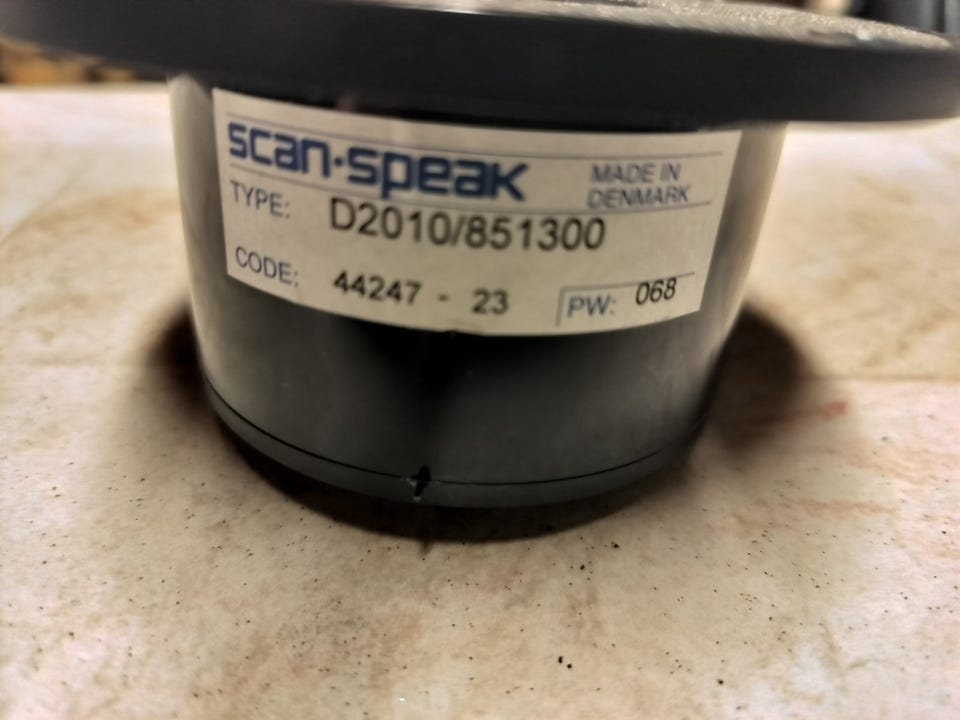 scan·speak
MADE IN
DENMARK
TYPE: D2010/851300
CODE: 44247 - 23 PW: 068